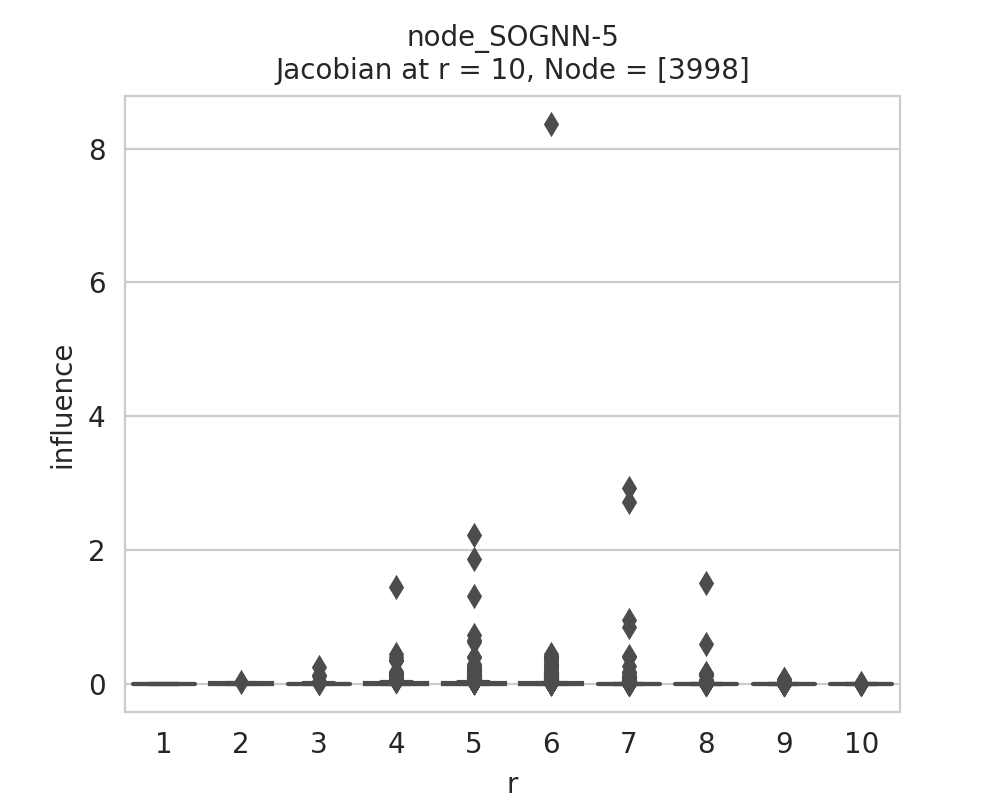 node_SOGNN-5
Jacobian at r = 10, Node = [3998]
8
6
4
2
0
influence
1 2 3 4 5 6 7 8 9 10
r